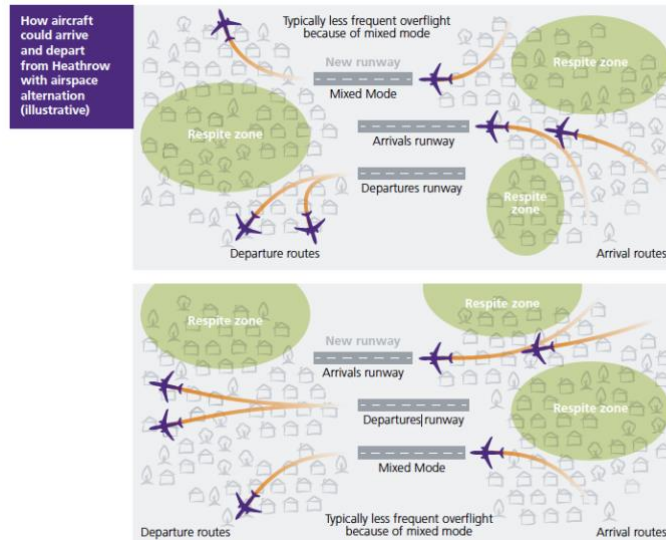 How aircraft
could arrive
and depart
from Heathrow
with airspace
alternation
(illustrative)
Typically less frequent overflight
because of mixed mode
Respite zone
New runway
Mixed Mode
Respite zone
Arrivals runway
Departures runway
Respite
zone
Departure routes
Arrival routes
Respite zone
Respite zone
New runway
Arrivals runway
Departures|runway
Respite zone
Mixed Mode
Typically less frequent overflight
because of mixed mode
Departure routes
Arrival routes